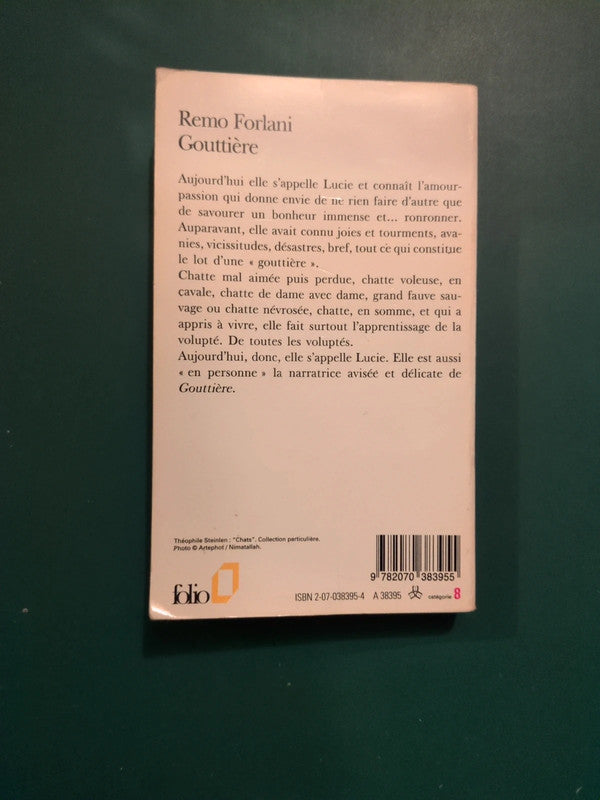 Remo Forlani
Gouttière
Aujourd'hui elle s'appelle Lucie et connaît l'amour-
passion qui donne envie de ne rien faire d'autre que
de savourer un bonheur immense et... ronronner.
Auparavant, elle avait connu joies et tourments, ava-
nies, vicissitudes, désastres, bref, tout ce qui constitue
le lot d'une « gouttière ».
Chatte mal aimée puis perdue, chatte voleuse, en
cavale, chatte de dame avec dame, grand fauve sau-
vage ou chatte névrosée, chatte, en somme, et qui a
appris à vivre, elle fait surtout l'apprentissage de la
volupté. De toutes les voluptés.
Aujourd'hui, donc, elle s'appelle Lucie. Elle est aussi
« en personne » la narratrice avisée et délicate de
Gouttière.
Théophile Steinlen : "Chats". Collection particulière.
Photo © Artephot / Nimatallah.
9 782070 383955
folio
ISBN 2-07-038395-4 A 38395 catégorie 8